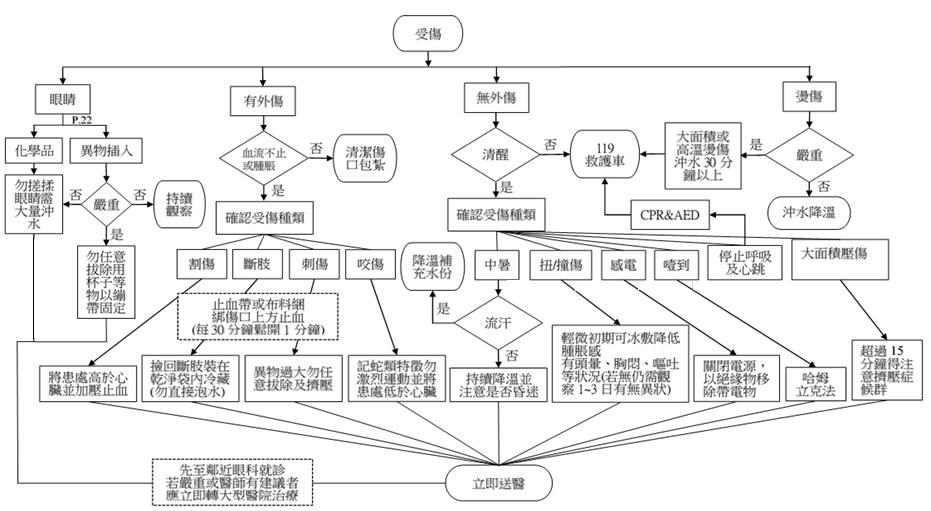 受傷
眼睛
有外傷
無外傷
燙傷
P.22
化學品
異物插入
血流不止
或腫脹
否
清潔傷
口包紮
清醒
否
119
救護車
大面積或
高溫燙傷
沖水 30 分
鐘以上
是
嚴重
勿搓揉
眼睛需
大量沖
水
否
嚴重
否
持續
觀察
是
確認受傷種類
是
確認受傷種類
CPR&AED
否
沖水降溫
是
勿任意
拔除用
杯子等
物以繃
帶固定
割傷
斷肢
刺傷
咬傷
降溫補
充水份
中暑
扭/撞傷
感電
噎到
停止呼吸
及心跳
大面積壓傷
止血帶或布料綑
綁傷口上方止血
(每 30 分鐘鬆開 1 分鐘)
是
流汗
否
將患處高於心
臟並加壓止血
撿回斷肢裝在
乾淨袋內冷藏
(勿直接泡水)
異物過大勿任
意拔除及擠壓
記蛇類特徵勿
激烈運動並將
患處低於心臟
持續降溫並
注意是否昏迷
輕微初期可冰敷降低
腫脹感
有頭暈、胸悶、嘔吐
等狀況(若無仍需觀
察 1~3 日有無異狀)
關閉電源，
以絕緣物移
除帶電物
哈姆
立克法
超過 15
分鐘得注
意擠壓症
候群
先至鄰近眼科就診
若嚴重或醫師有建議者
應立即轉大型醫院治療
立即送醫